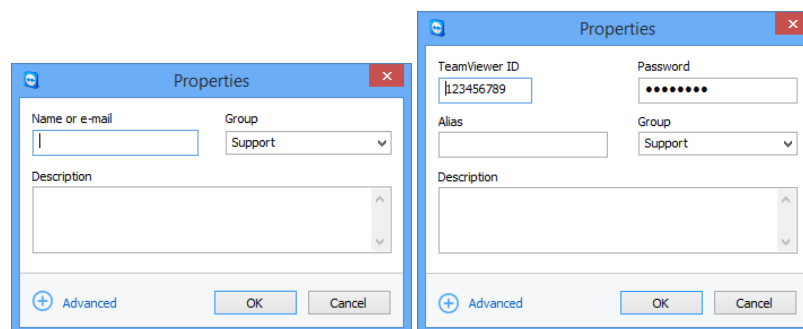 Properties
Name or e-mail
Group
Support
Description
Advanced
OK
Cancel
Properties
TeamViewer ID
Password
123456789
••••••••
Alias
Group
Support
Description
Advanced
OK
Cancel